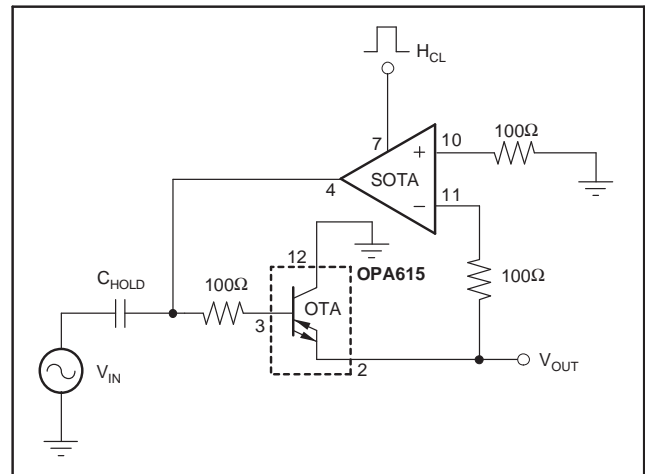 H_CL
100Ω
7
10
+
4
SOTA
11
−
12
OPA615
100Ω
C_HOLD
100Ω
OTA
3
2
V_OUT
V_IN